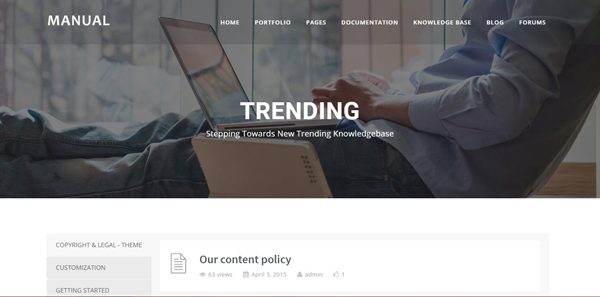 MANUAL
HOME PORTFOLIO PAGES DOCUMENTATION KNOWLEDGE BASE BLOG FORUMS
TRENDING
Stepping Towards New Trending Knowledgebase
COPYRIGHT & LEGAL - THEME
CUSTOMIZATION
GETTING STARTED
Our content policy
63 views April 3, 2015 admin 1